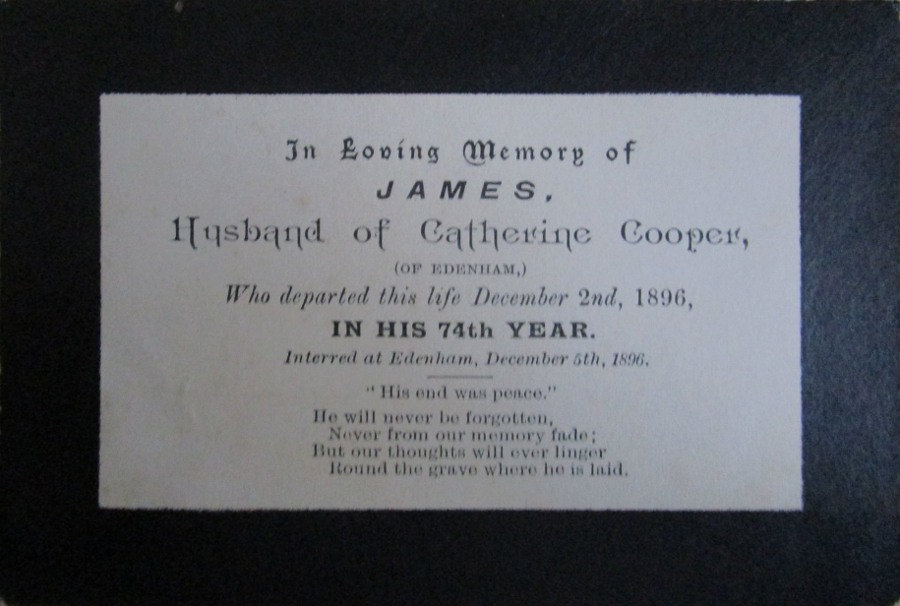 In Loving Memory of
JAMES,
Husband of Catherine Cooper,
(OF EDENHAM,)
Who departed this life December 2nd, 1896,
IN HIS 74th YEAR.
Interred at Edenham, December 5th, 1896.
"His end was peace."
He will never be forgotten,
Never from our memory fade;
But our thoughts will ever linger
Round the grave where he is laid.